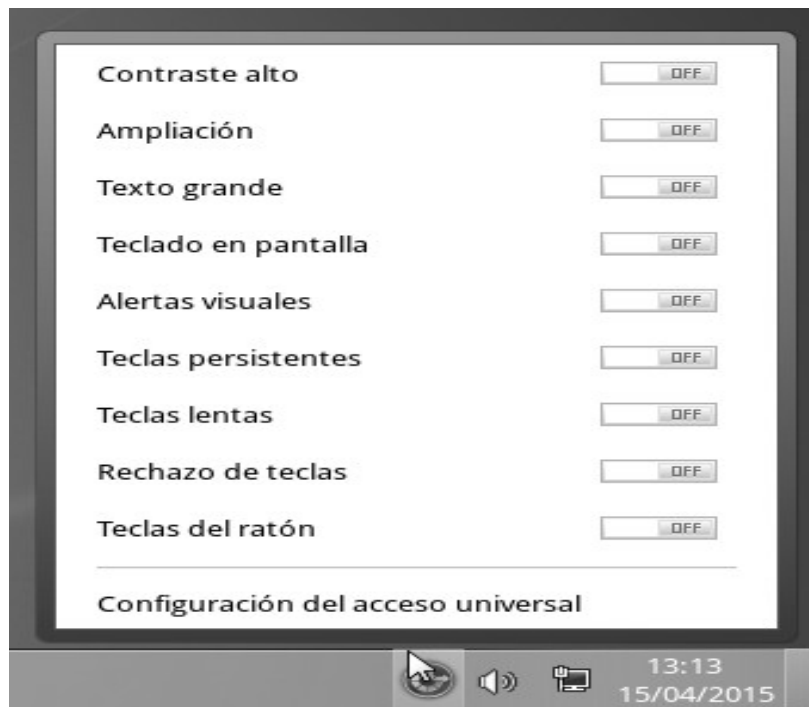 Contraste alto OFF
Ampliación OFF
Texto grande OFF
Teclado en pantalla OFF
Alertas visuales OFF
Teclas persistentes OFF
Teclas lentas OFF
Rechazo de teclas OFF
Teclas del ratón OFF
Configuración del acceso universal
13:13
15/04/2015